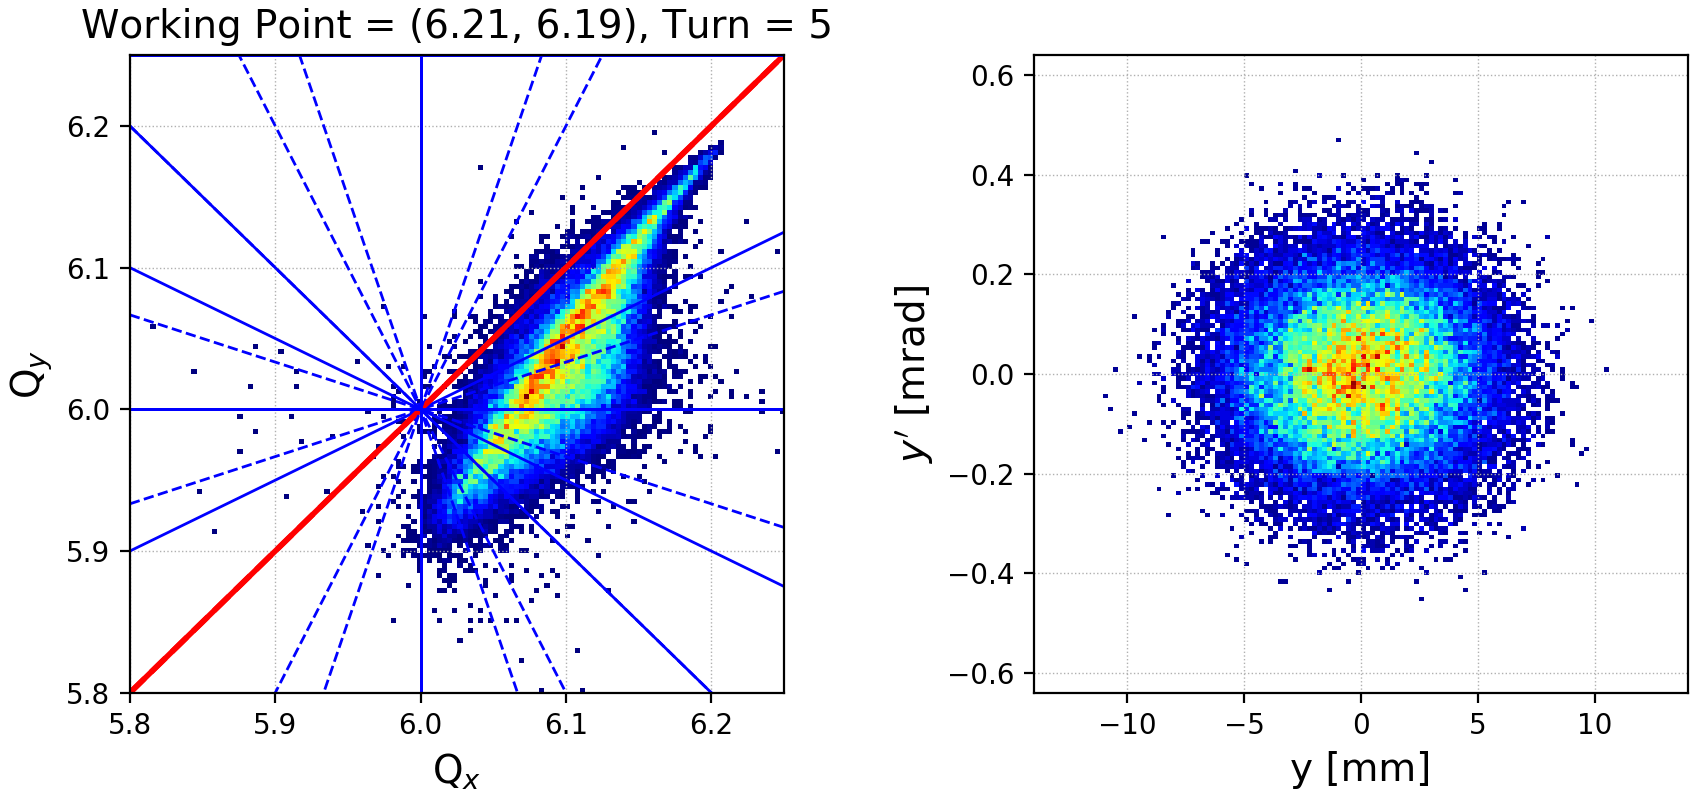 Working Point = (6.21, 6.19), Turn = 5
6.2
6.1
6.0
5.9
5.8
Qy
5.8 5.9 6.0 6.1 6.2
Qx
0.6
0.4
0.2
0.0
−0.2
−0.4
−0.6
y′ [mrad]
−10 −5 0 5 10
y [mm]